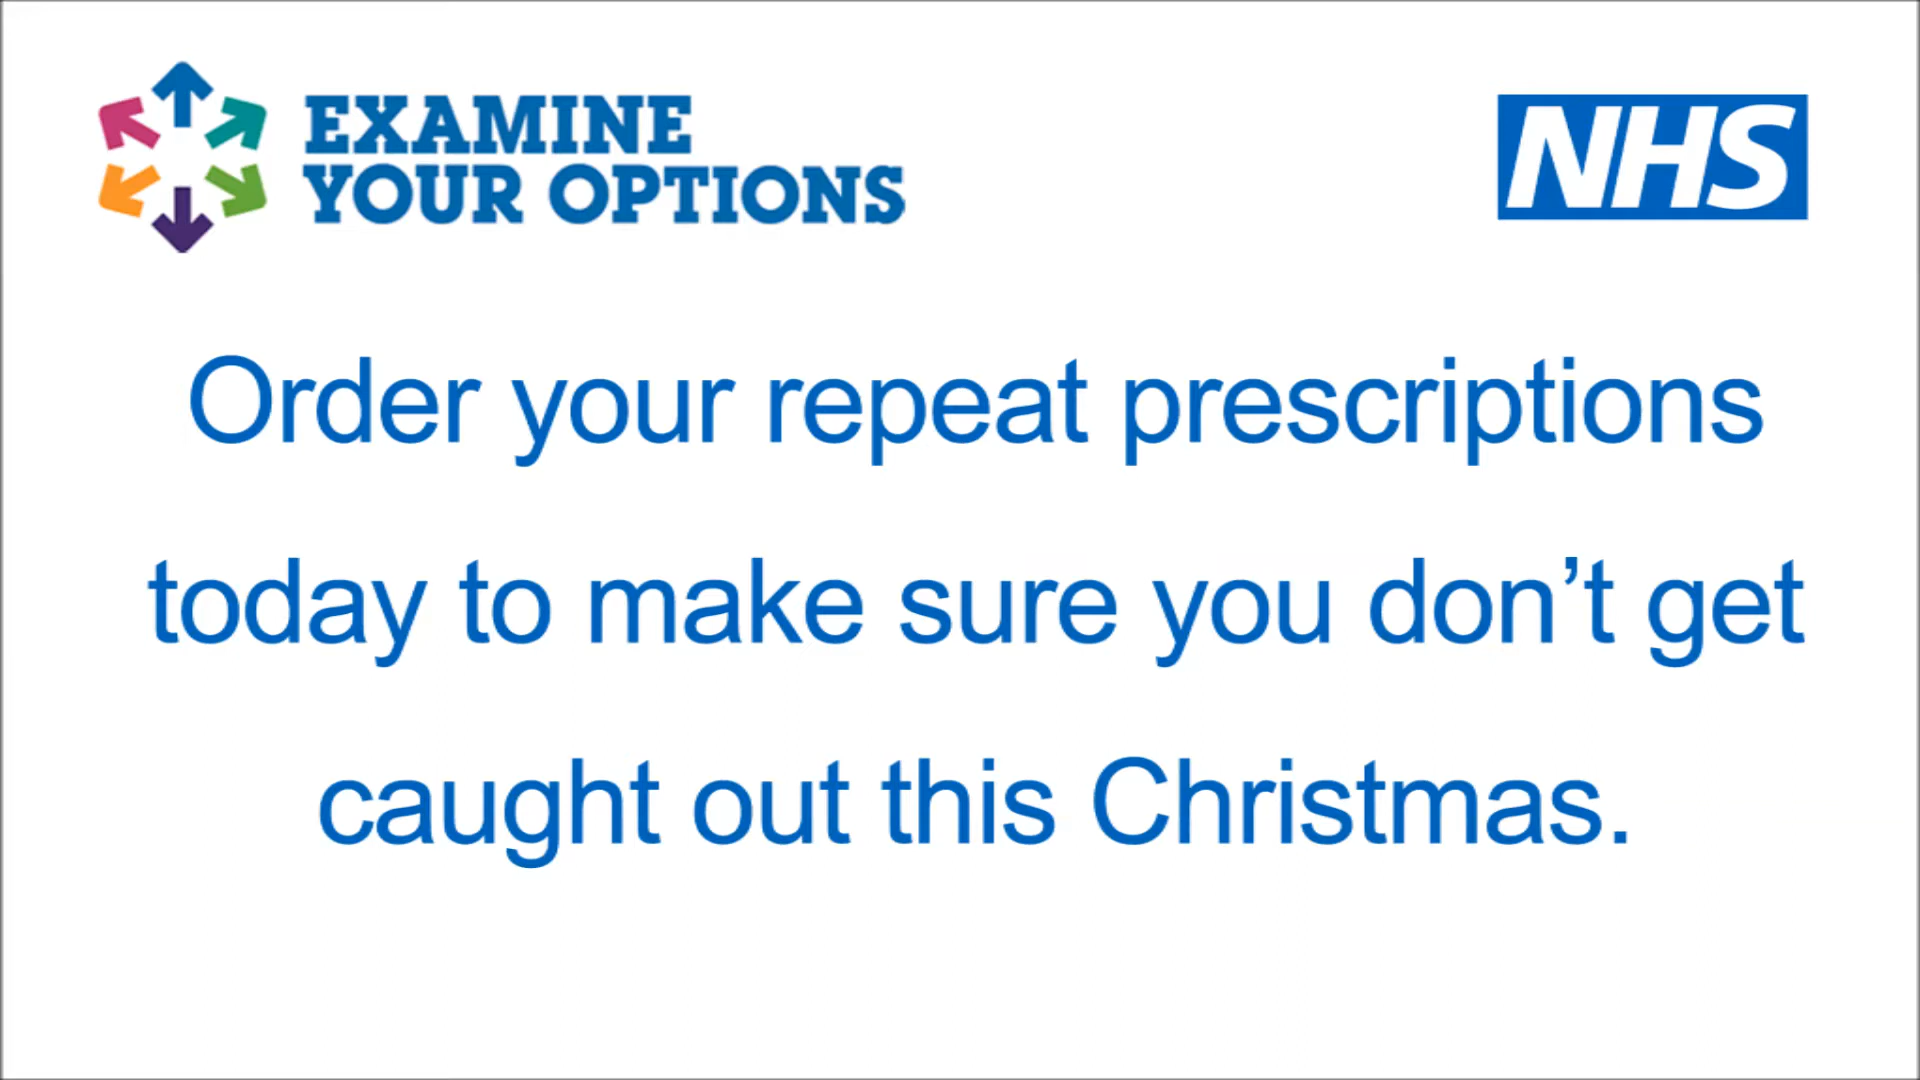 EXAMINE
YOUR OPTIONS
NHS
Order your repeat prescriptions
today to make sure you don’t get
caught out this Christmas.